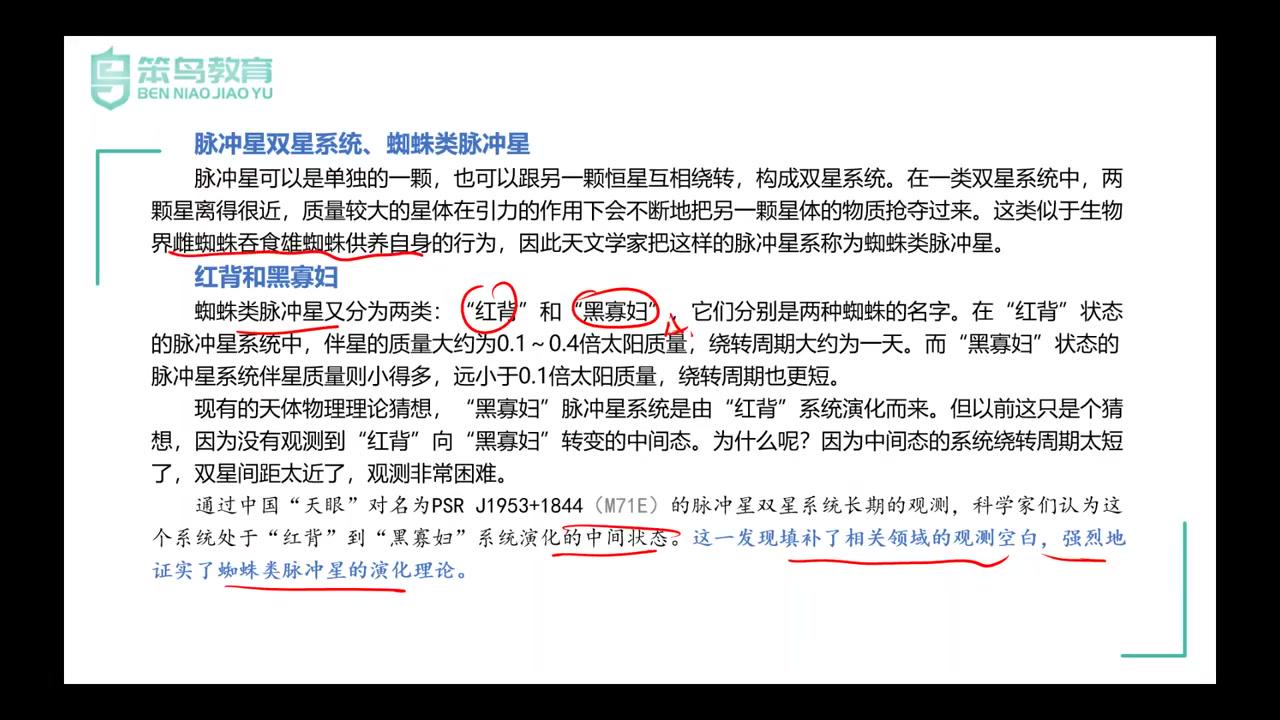 笨鸟教育
BEN NIAO JIAO YU
脉冲星双星系统、蜘蛛类脉冲星
脉冲星可以是单独的一颗，也可以跟另一颗恒星互相绕转，构成双星系统。在一类双星系统中，两
颗星离得很近，质量较大的星体在引力的作用下会不断地把另一颗星体的物质抢夺过来。这类似于生物
界雌蜘蛛吞食雄蜘蛛供养自身的行为，因此天文学家把这样的脉冲星系称为蜘蛛类脉冲星。
红背和黑寡妇
蜘蛛类脉冲星又分为两类：“红背”和“黑寡妇”，它们分别是两种蜘蛛的名字。在“红背”状态
的脉冲星系统中，伴星的质量大约为0.1～0.4倍太阳质量，绕转周期大约为一天。而“黑寡妇”状态的
脉冲星系统伴星质量则小得多，远小于0.1倍太阳质量，绕转周期也更短。
现有的天体物理理论猜想，“黑寡妇”脉冲星系统是由“红背”系统演化而来。但以前这只是个猜
想，因为没有观测到“红背”向“黑寡妇”转变的中间态。为什么呢？因为中间态的系统绕转周期太短
了，双星间距太近了，观测非常困难。
通过中国“天眼”对名为PSR J1953+1844（M71E）的脉冲星双星系统长期的观测，科学家们认为这
个系统处于“红背”到“黑寡妇”系统演化的中间状态。这一发现填补了相关领域的观测空白，强烈地
证实了蜘蛛类脉冲星的演化理论。